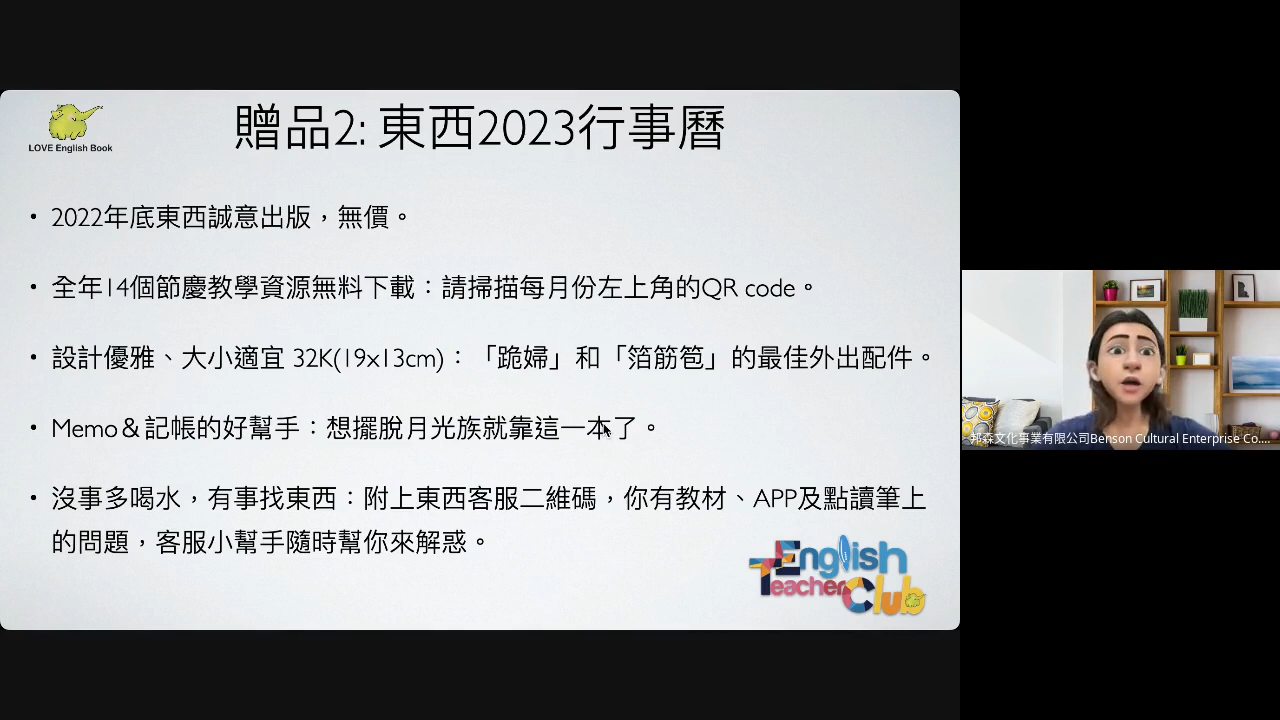 LOVE English Book
贈品2: 東西2023行事曆
• 2022年底東西誠意出版，無價。
• 全年14個節慶教學資源無料下載：請掃描每月份左上角的QR code。
• 設計優雅、大小適宜 32K(19x13cm)：「跪婦」和「箔筋笣」的最佳外出配件。
• Memo＆記帳的好幫手：想擺脫月光族就靠這一本了。
• 沒事多喝水，有事找東西：附上東西客服二維碼，你有教材、APP及點讀筆上
的問題，客服小幫手隨時幫你來解惑。
English
Teacher
Club
邦森文化事業有限公司Benson Cultural Enterprise Co....